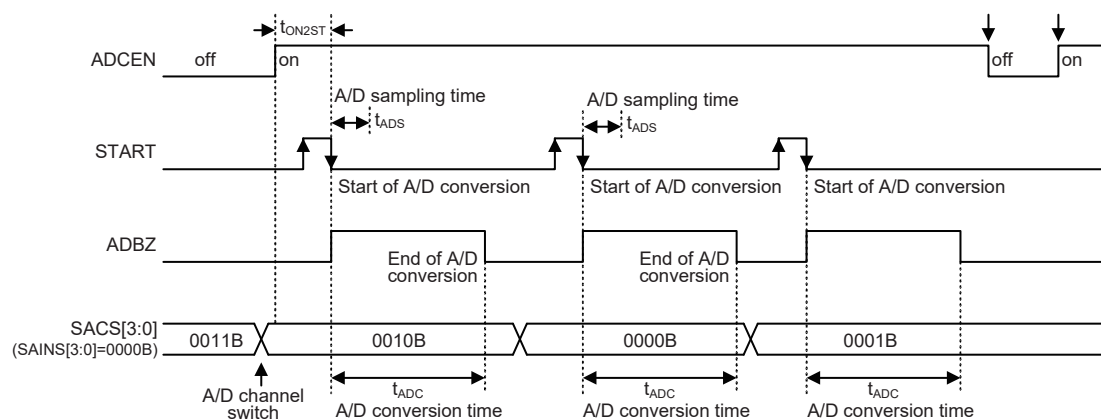 tON2ST
ADCEN
off
on
off
on
A/D sampling time
A/D sampling time
tADS
tADS
START
Start of A/D conversion
Start of A/D conversion
Start of A/D conversion
ADBZ
End of A/D
conversion
End of A/D
conversion
SACS[3:0]
(SAINS[3:0]=0000B)
0011B
0010B
0000B
0001B
A/D channel
switch
tADC
A/D conversion time
tADC
A/D conversion time
tADC
A/D conversion time